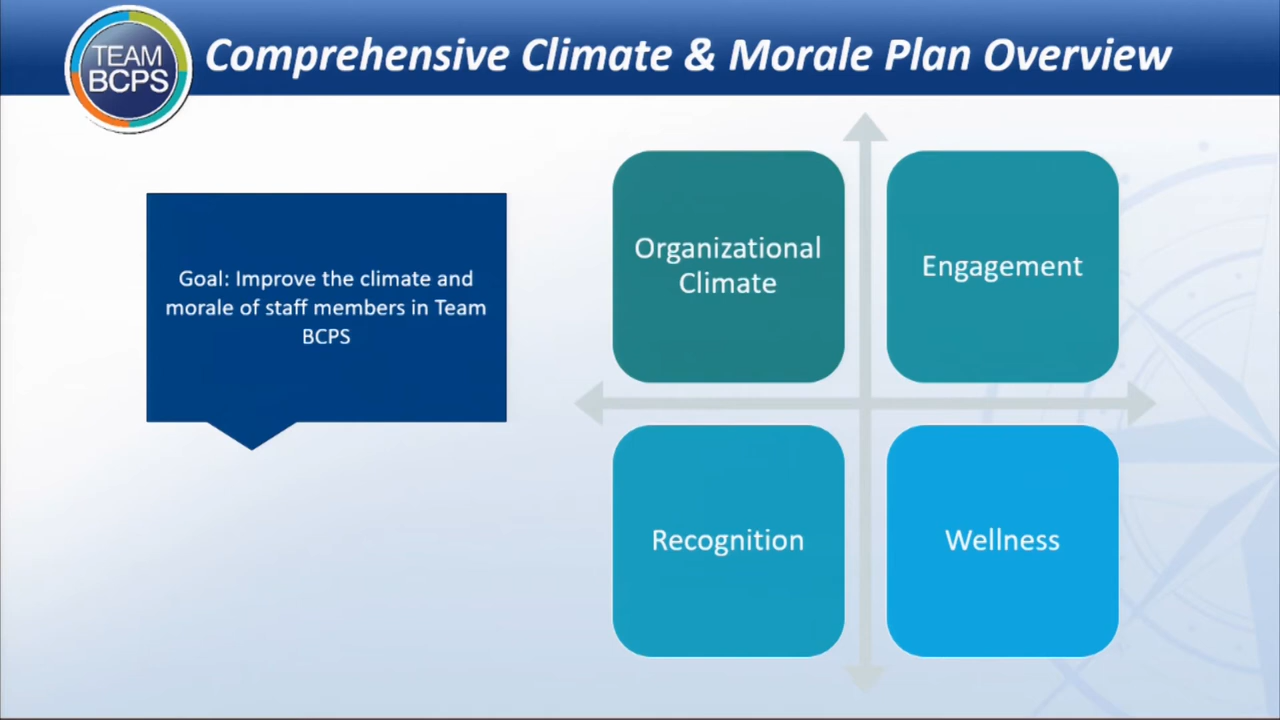 TEAM
BCPS
Comprehensive Climate & Morale Plan Overview
Goal: Improve the climate and
morale of staff members in Team
BCPS
Organizational
Climate
Engagement
Recognition
Wellness